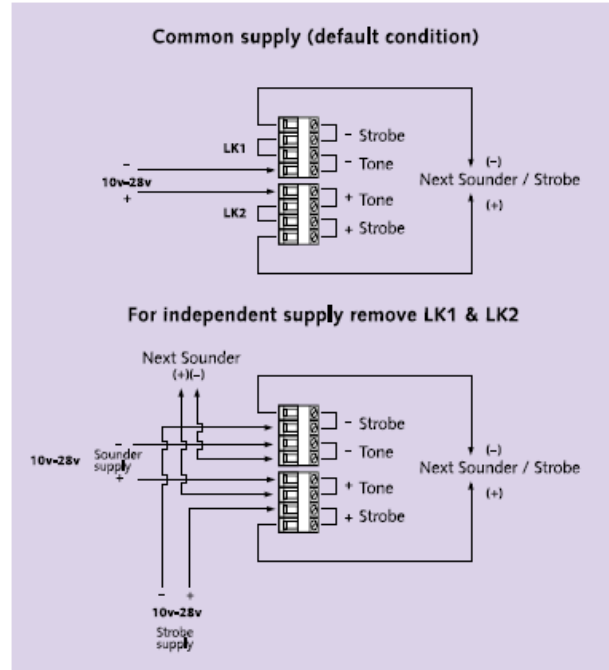 Common supply (default condition)
LK1
- Strobe
- Tone
-
10v-28v
+
+ Tone
LK2
+ Strobe
(-)
Next Sounder / Strobe
(+)
For independent supply remove LK1 & LK2
Next Sounder
(+)(-)
- Strobe
- Tone
-
10v-28v
Sounder
supply
+
+ Tone
+ Strobe
(-)
Next Sounder / Strobe
(+)
- +
10v-28v
Strobe
supply